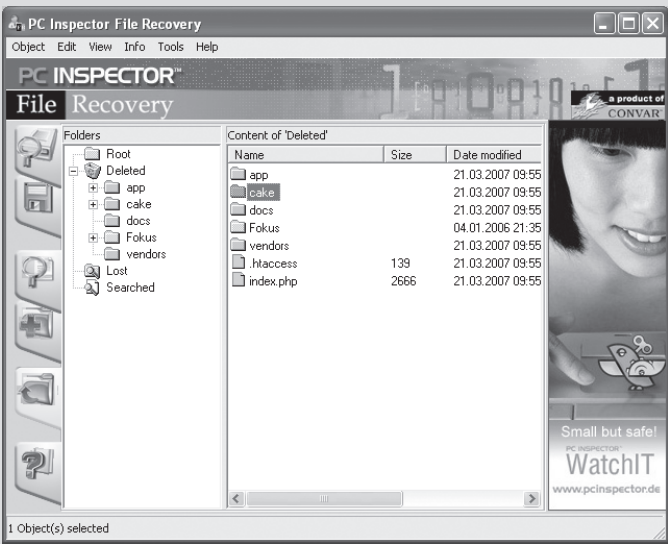 PC Inspector File Recovery
Object Edit View Info Tools Help
PC INSPECTOR™
File Recovery
a product of
CONVAR
Folders
Root
Deleted
app
cake
docs
Fokus
vendors
Lost
Searched
Content of 'Deleted'
Name Size Date modified
app 21.03.2007 09:55
cake 21.03.2007 09:55
docs 21.03.2007 09:55
Fokus 04.01.2006 21:35
vendors 21.03.2007 09:55
.htaccess 139 21.03.2007 09:55
index.php 2666 21.03.2007 09:55
Small but safe!
PC INSPECTOR™
WatchIT
www.pcinspector.de
1 Object(s) selected